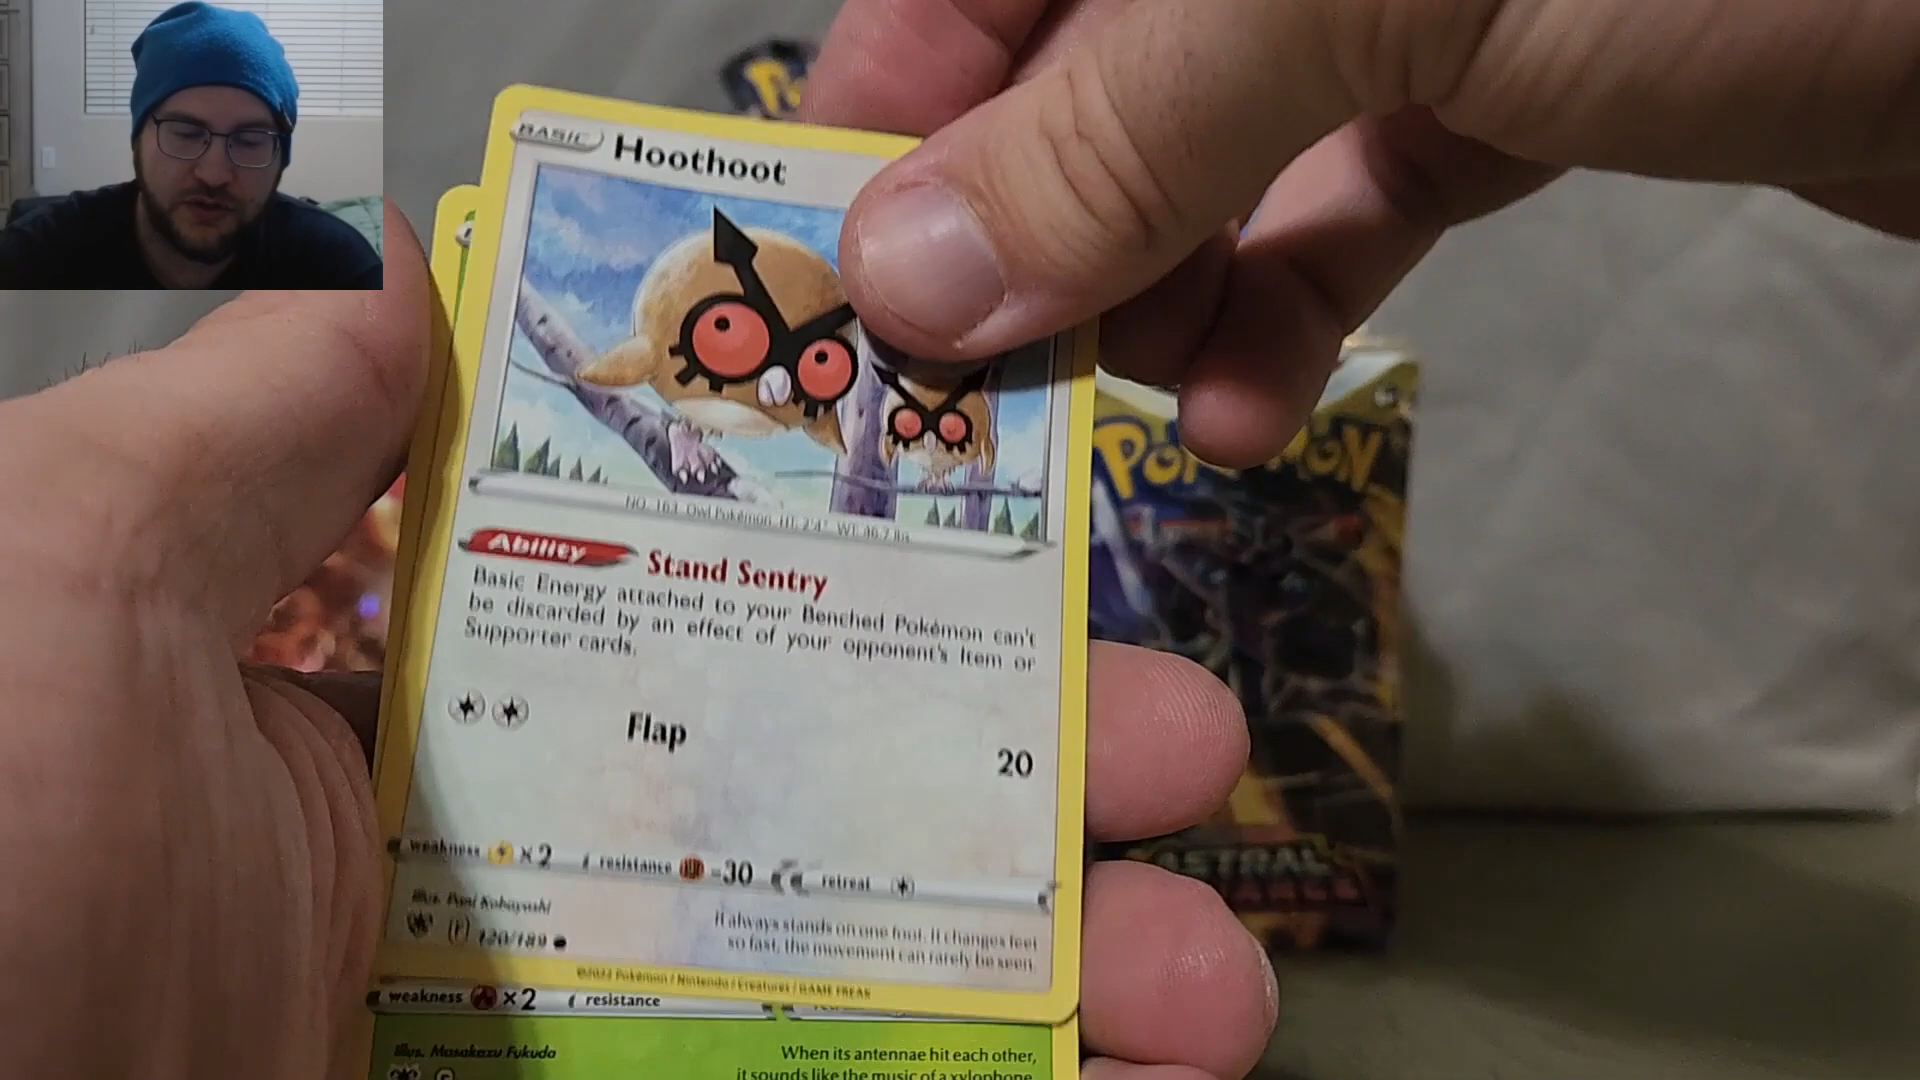 BASIC Hoothoot
NO. 163 Owl Pokémon HT: 2'4" WT: 46.7 lbs.
Ability Stand Sentry
Basic Energy attached to your Benched Pokémon can't
be discarded by an effect of your opponent's Item or
Supporter cards.
Flap 20
weakness ×2 resistance -30 retreat
F 120/189
It always stands on one foot. It changes feet
so fast, the movement can rarely be seen.
©2022 Pokémon / Nintendo / Creatures / GAME FREAK
weakness ×2 resistance
Illus. Masakazu Fukuda
When its antennae hit each other,
it sounds like the music of a xylophone.
POKéMON
ASTRAL